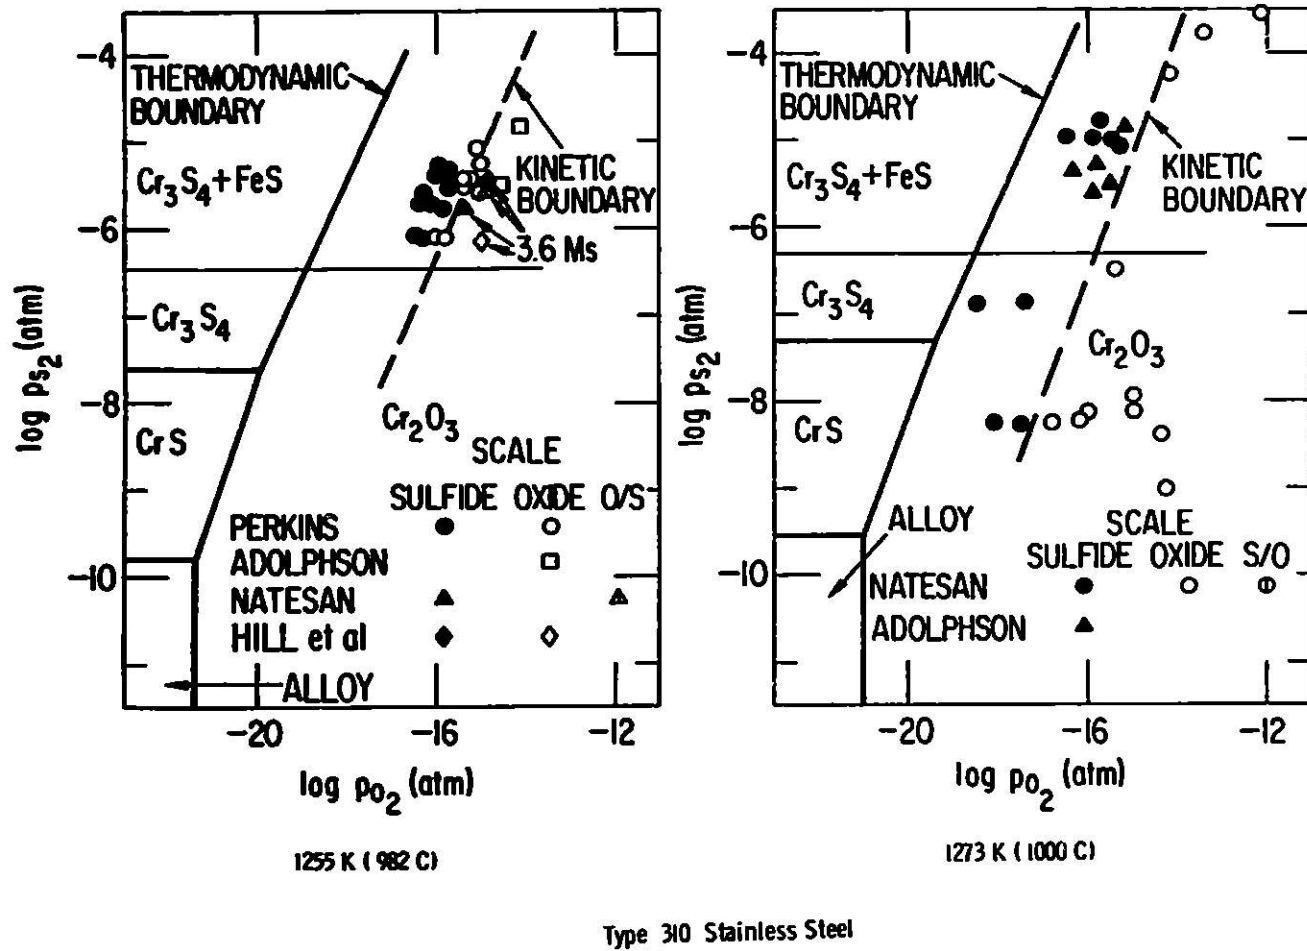 -4
THERMODYNAMIC
BOUNDARY
Cr3S4+FeS
KINETIC
BOUNDARY
3.6 Ms
-6
Cr3S4
log pS2 (atm)
-8
CrS
Cr2O3
SCALE
SULFIDE OXIDE O/S
PERKINS
ADOLPHSON
-10
NATESAN
HILL et al
ALLOY
-20 -16 -12
log pO2 (atm)
1255 K (982 C)
-4
THERMODYNAMIC
BOUNDARY
Cr3S4+FeS
KINETIC
BOUNDARY
-6
Cr3S4
Cr2O3
log pS2 (atm)
-8
CrS
ALLOY
SCALE
SULFIDE OXIDE S/O
-10
NATESAN
ADOLPHSON
-20 -16 -12
log pO2 (atm)
1273 K (1000 C)
Type 310 Stainless Steel